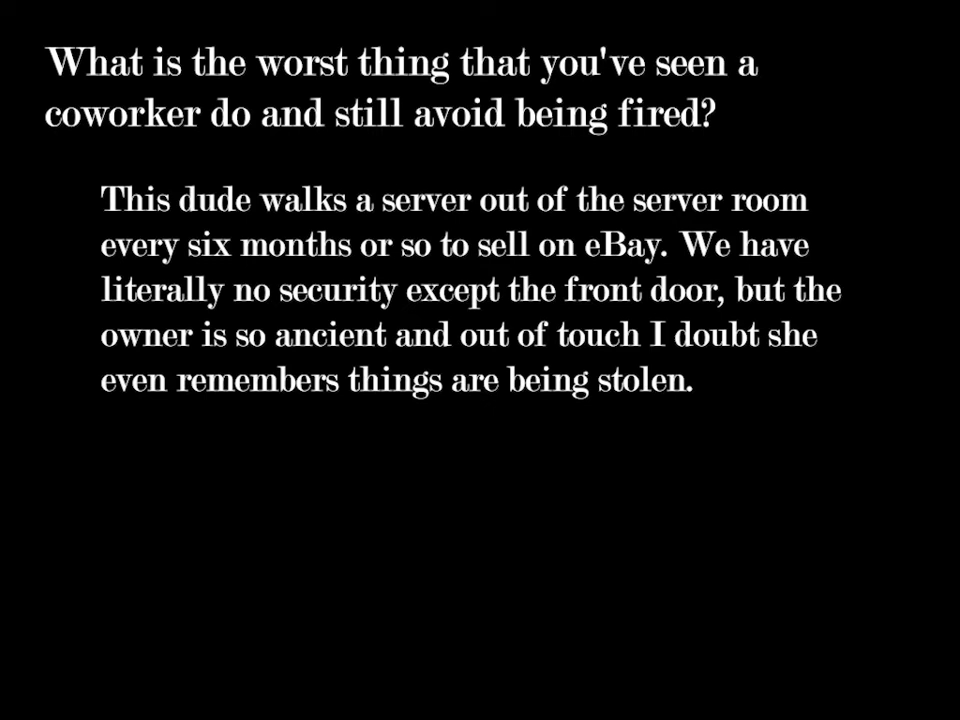 What is the worst thing that you've seen a
coworker do and still avoid being fired?
This dude walks a server out of the server room
every six months or so to sell on eBay. We have
literally no security except the front door, but the
owner is so ancient and out of touch I doubt she
even remembers things are being stolen.